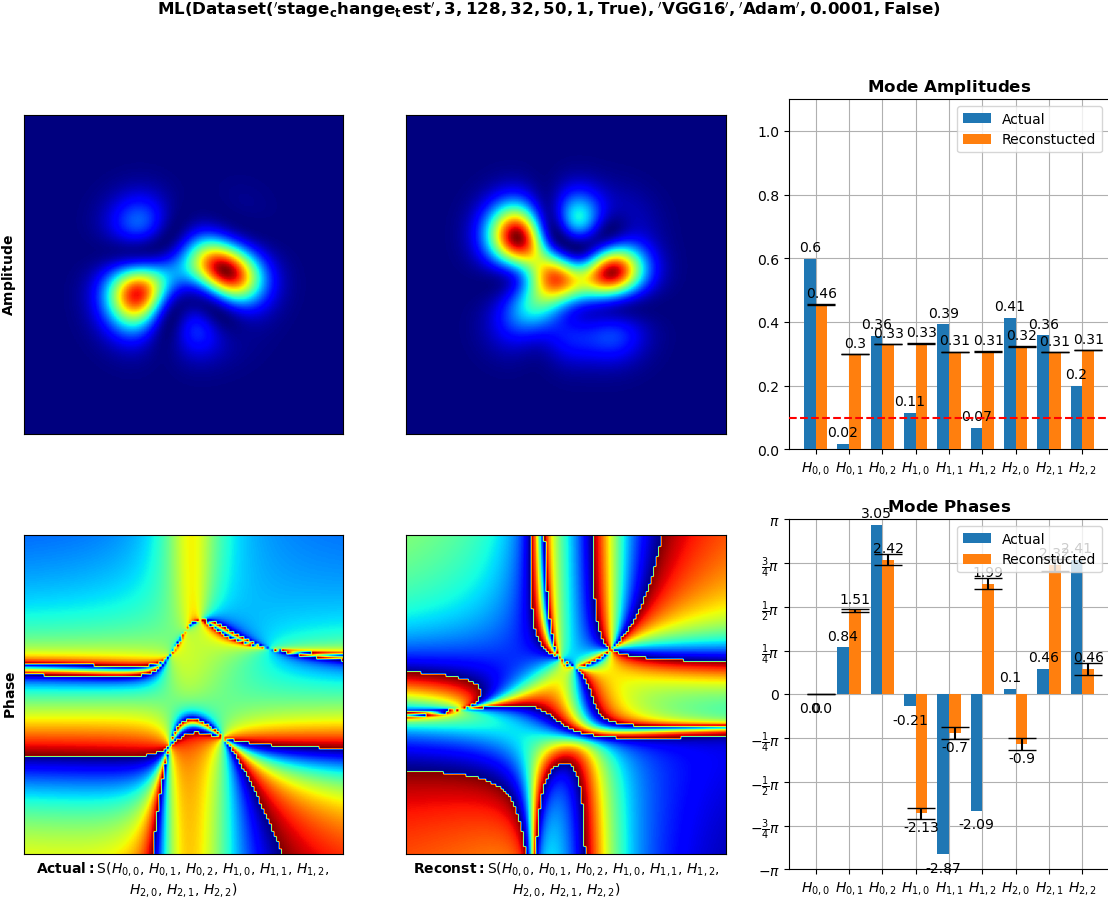 ML(Dataset('stage_change_test', 3, 128, 32, 50, 1, True), 'VGG16', 'Adam', 0.0001, False)
Amplitude
Mode Amplitudes
Actual
Reconstucted
1.0
0.8
0.6
0.4
0.2
0.0
0.6
0.46
0.02
0.3
0.36
0.33
0.11
0.33
0.39
0.31
0.07
0.31
0.41
0.32
0.36
0.31
0.2
0.31
H0,0 H0,1 H0,2 H1,0 H1,1 H1,2 H2,0 H2,1 H2,2
Phase
Actual: S(H0,0, H0,1, H0,2, H1,0, H1,1, H1,2,
H2,0, H2,1, H2,2)
Reconst: S(H0,0, H0,1, H0,2, H1,0, H1,1, H1,2,
H2,0, H2,1, H2,2)
Mode Phases
Actual
Reconstucted
π
3/4π
1/2π
1/4π
0
−1/4π
−1/2π
−3/4π
−π
0.0
0.0
0.84
1.51
3.05
2.42
-0.21
-2.13
-2.87
-0.7
-2.09
1.99
0.1
-0.9
0.46
2.41
0.46
H0,0 H0,1 H0,2 H1,0 H1,1 H1,2 H2,0 H2,1 H2,2